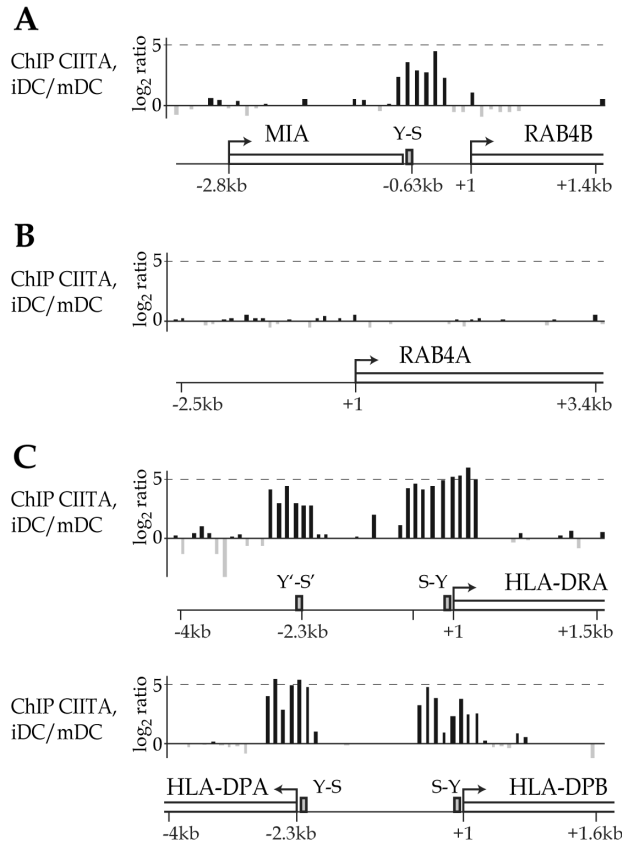 A
ChIP CIITA,
iDC/mDC
log2 ratio
5
0
MIA
Y-S
RAB4B
-2.8kb
-0.63kb
+1
+1.4kb
B
ChIP CIITA,
iDC/mDC
log2 ratio
5
0
RAB4A
-2.5kb
+1
+3.4kb
C
ChIP CIITA,
iDC/mDC
log2 ratio
5
0
Y'-S'
S-Y
HLA-DRA
-4kb
-2.3kb
+1
+1.5kb
ChIP CIITA,
iDC/mDC
log2 ratio
5
0
HLA-DPA
Y-S
S-Y
HLA-DPB
-4kb
-2.3kb
+1
+1.6kb